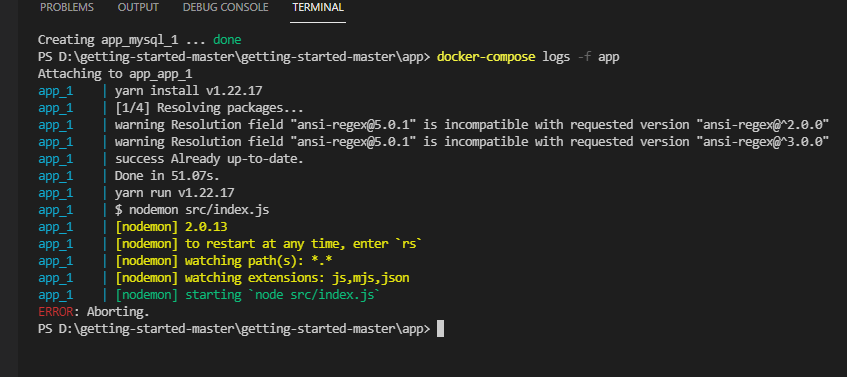 PROBLEMS OUTPUT DEBUG CONSOLE TERMINAL
Creating app_mysql_1 ... done
PS D:\getting-started-master\getting-started-master\app> docker-compose logs -f app
Attaching to app_app_1
app_1 | yarn install v1.22.17
app_1 | [1/4] Resolving packages...
app_1 | warning Resolution field "ansi-regex@5.0.1" is incompatible with requested version "ansi-regex@^2.0.0"
app_1 | warning Resolution field "ansi-regex@5.0.1" is incompatible with requested version "ansi-regex@^3.0.0"
app_1 | success Already up-to-date.
app_1 | Done in 51.07s.
app_1 | yarn run v1.22.17
app_1 | $ nodemon src/index.js
app_1 | [nodemon] 2.0.13
app_1 | [nodemon] to restart at any time, enter `rs`
app_1 | [nodemon] watching path(s): *.*
app_1 | [nodemon] watching extensions: js,mjs,json
app_1 | [nodemon] starting `node src/index.js`
ERROR: Aborting.
PS D:\getting-started-master\getting-started-master\app>